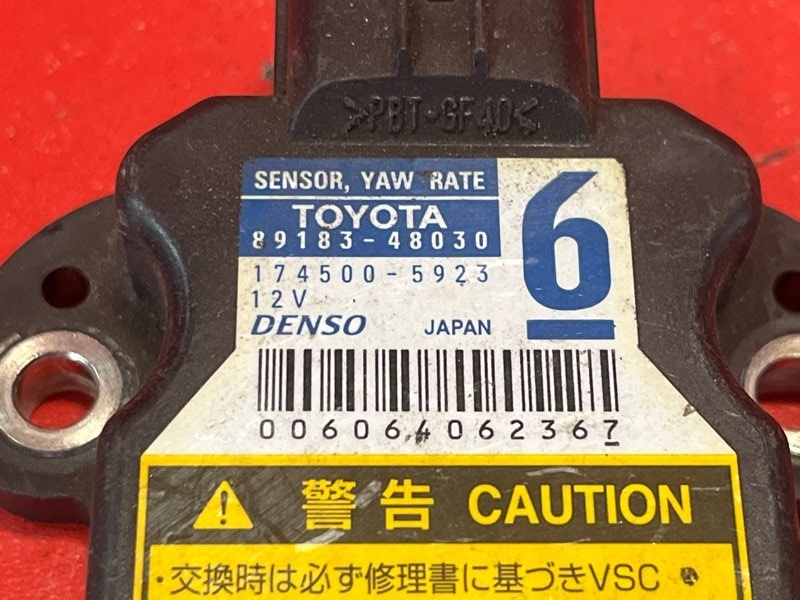 >PBT-GF40<
SENSOR, YAW RATE
TOYOTA
89183-48030
6
174500-5923
12V
DENSO JAPAN
006064062367
警告 CAUTION
・交換時は必ず修理書に基づきVSC